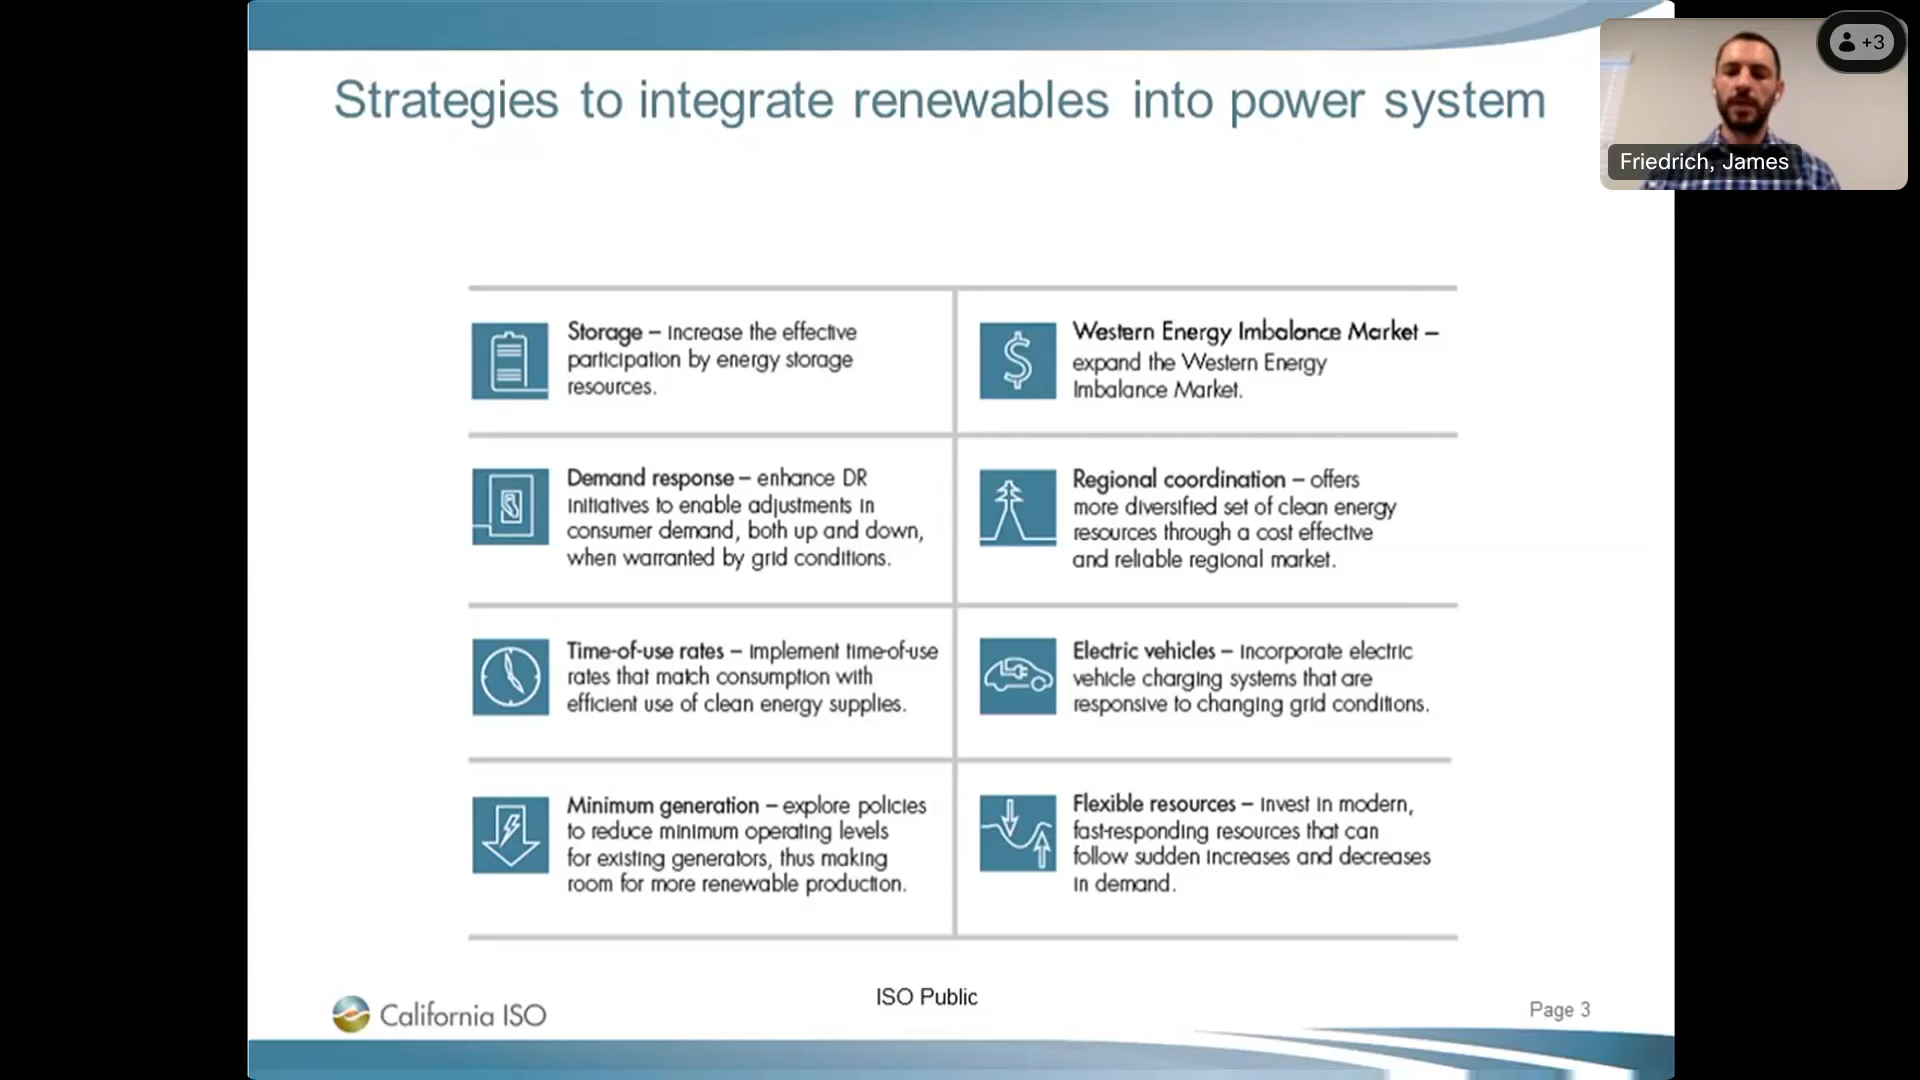 Strategies to integrate renewables into power system
+3
Friedrich, James
Storage – increase the effective
participation by energy storage
resources.
Western Energy Imbalance Market –
expand the Western Energy
Imbalance Market.
Demand response – enhance DR
initiatives to enable adjustments in
consumer demand, both up and down,
when warranted by grid conditions.
Regional coordination – offers
more diversified set of clean energy
resources through a cost effective
and reliable regional market.
Time-of-use rates – implement time-of-use
rates that match consumption with
efficient use of clean energy supplies.
Electric vehicles – incorporate electric
vehicle charging systems that are
responsive to changing grid conditions.
Minimum generation – explore policies
to reduce minimum operating levels
for existing generators, thus making
room for more renewable production.
Flexible resources – invest in modern,
fast-responding resources that can
follow sudden increases and decreases
in demand.
California ISO
ISO Public
Page 3